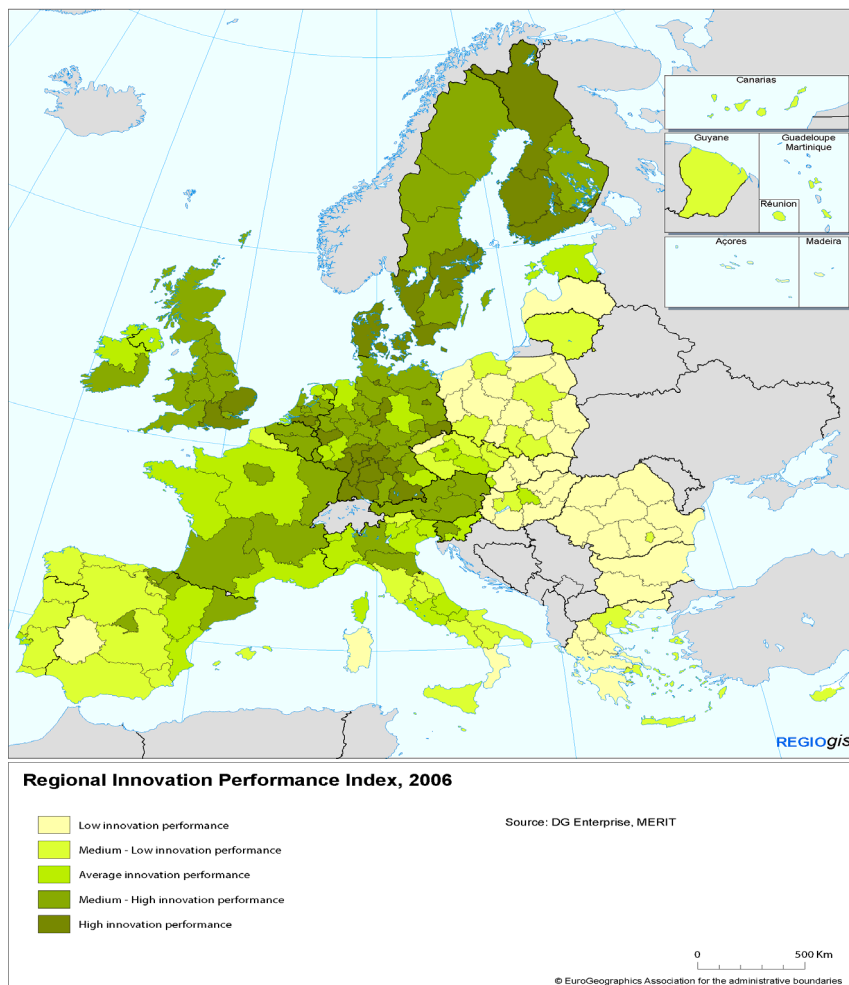 Canarias
Guyane
Guadeloupe
Martinique
Réunion
Açores
Madeira
REGIOgis
Regional Innovation Performance Index, 2006
Low innovation performance
Medium - Low innovation performance
Average innovation performance
Medium - High innovation performance
High innovation performance
Source: DG Enterprise, MERIT
0 500 Km
© EuroGeographics Association for the administrative boundaries